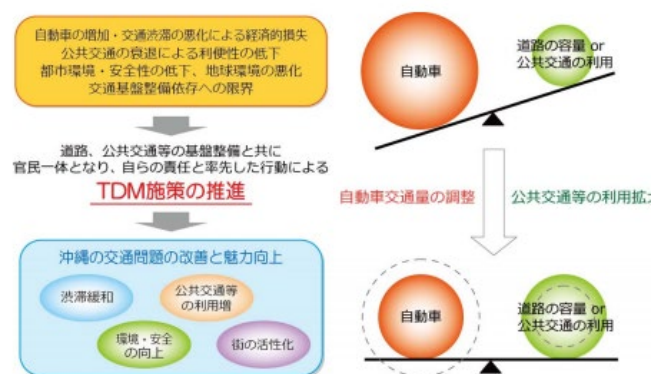 自動車の増加・交通渋滞の悪化による経済的損失
公共交通の衰退による利便性の低下
都市環境・安全性の低下、地球環境の悪化
交通基盤整備依存への限界
道路、公共交通等の基盤整備と共に
官民一体となり、自らの責任と率先した行動による
TDM施策の推進
沖縄の交通問題の改善と魅力向上
渋滞緩和
公共交通等
の利用増
環境・安全
の向上
街の活性化
自動車
道路の容量 or
公共交通の利用
自動車交通量の調整
公共交通等の利用拡大
自動車
道路の容量 or
公共交通の利用